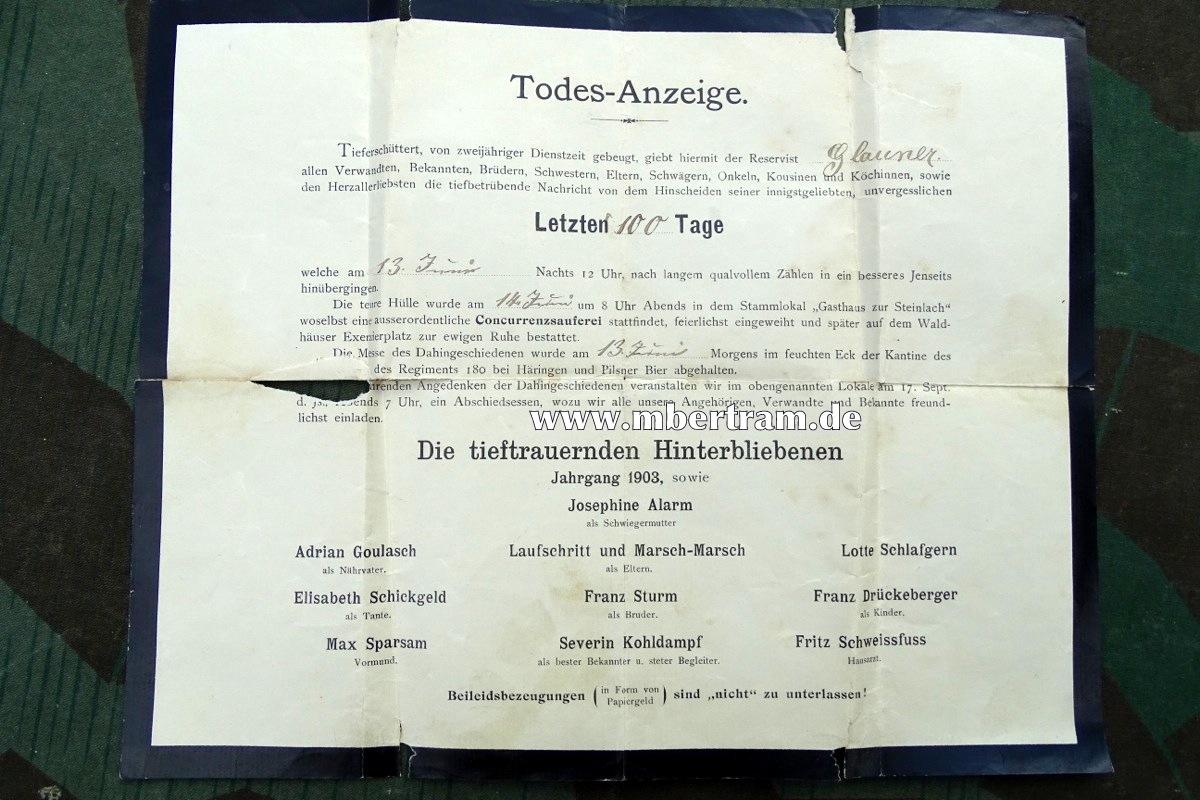 Todes-Anzeige.
Tieferschüttert, von zweijähriger Dienstzeit gebeugt, giebt hiermit der Reservist Glauner.
allen Verwandten, Bekannten, Brüdern, Schwestern, Eltern, Schwägern, Onkeln, Kousinen und Köchinnen, sowie
den Herzallerliebsten die tiefbetrübende Nachricht von dem Hinscheiden seiner innigstgeliebten, unvergesslichen
Letzten 100 Tage
welche am 13. Juni Nachts 12 Uhr, nach langem qualvollem Zählen in ein besseres Jenseits
hinübergingen.
Die teure Hülle wurde am 14. Juni um 8 Uhr Abends in dem Stammlokal „Gasthaus zur Steinlach"
woselbst eine ausserordentliche Concurrenzsauferei stattfindet, feierlichst eingeweiht und später auf dem Wald-
häuser Exerzierplatz zur ewigen Ruhe bestattet.
Die Messe des Dahingeschiedenen wurde am 13. Juni Morgens im feuchten Eck der Kantine des
des Regiments 180 bei Häringen und Pilsner Bier abgehalten.
Angedenken der Dahingeschiedenen veranstalten wir im obengenannten Lokale am 17. Sept.
d. Js., 7 Uhr, ein Abschiedsessen, wozu wir alle unsere Angehörigen, Verwandte und Bekannte freund-
lichst einladen.
www.mbertram.de
Die tieftrauernden Hinterbliebenen
Jahrgang 1903, sowie
Josephine Alarm
als Schwiegermutter
Adrian Goulasch Laufschritt und Marsch-Marsch Lotte Schlafgern
als Nährvater. als Eltern.
Elisabeth Schickgeld Franz Sturm Franz Drückeberger
als Tante. als Bruder. als Kinder.
Max Sparsam Severin Kohldampf Fritz Schweissfuss
Vormund. als bester Bekannter u. steter Begleiter. Hausarzt.
Beileidsbezeugungen (in Form von Papiergeld) sind „nicht" zu unterlassen!